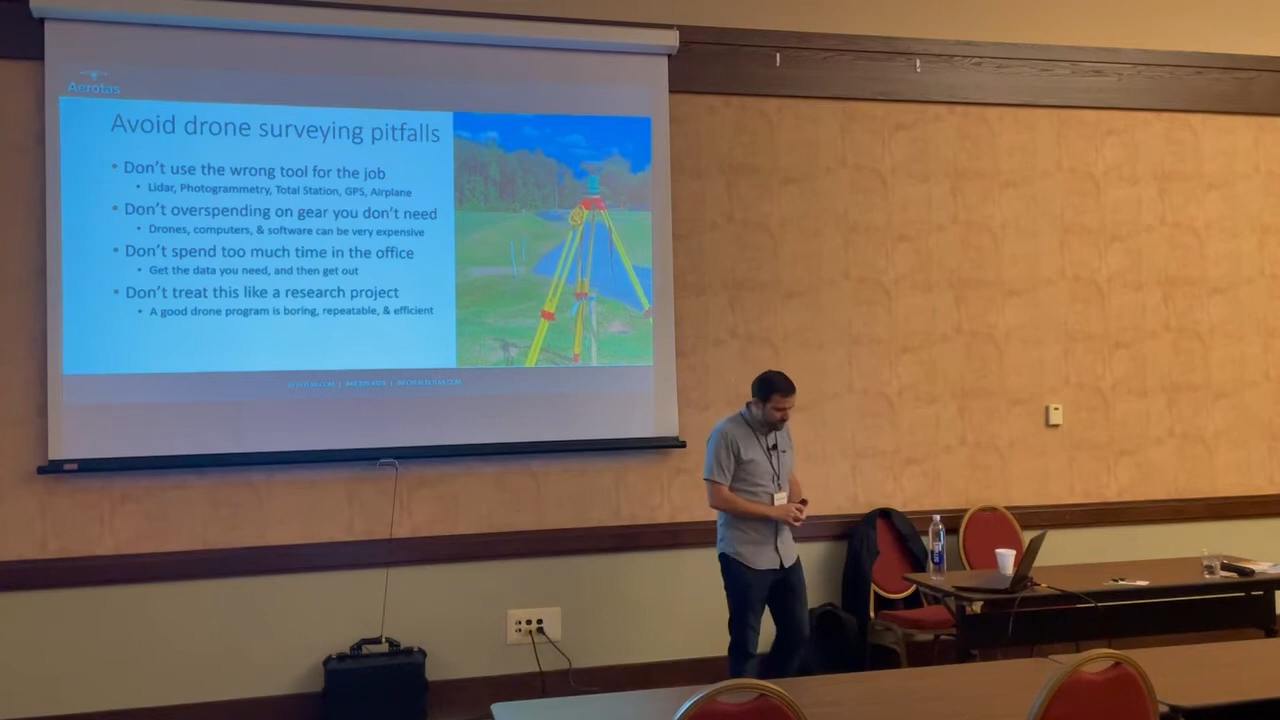 Aerotas
Avoid drone surveying pitfalls
• Don't use the wrong tool for the job
• Lidar, Photogrammetry, Total Station, GPS, Airplane
• Don't overspending on gear you don't need
• Drones, computers, & software can be very expensive
• Don't spend too much time in the office
• Get the data you need, and then get out
• Don't treat this like a research project
• A good drone program is boring, repeatable, & efficient